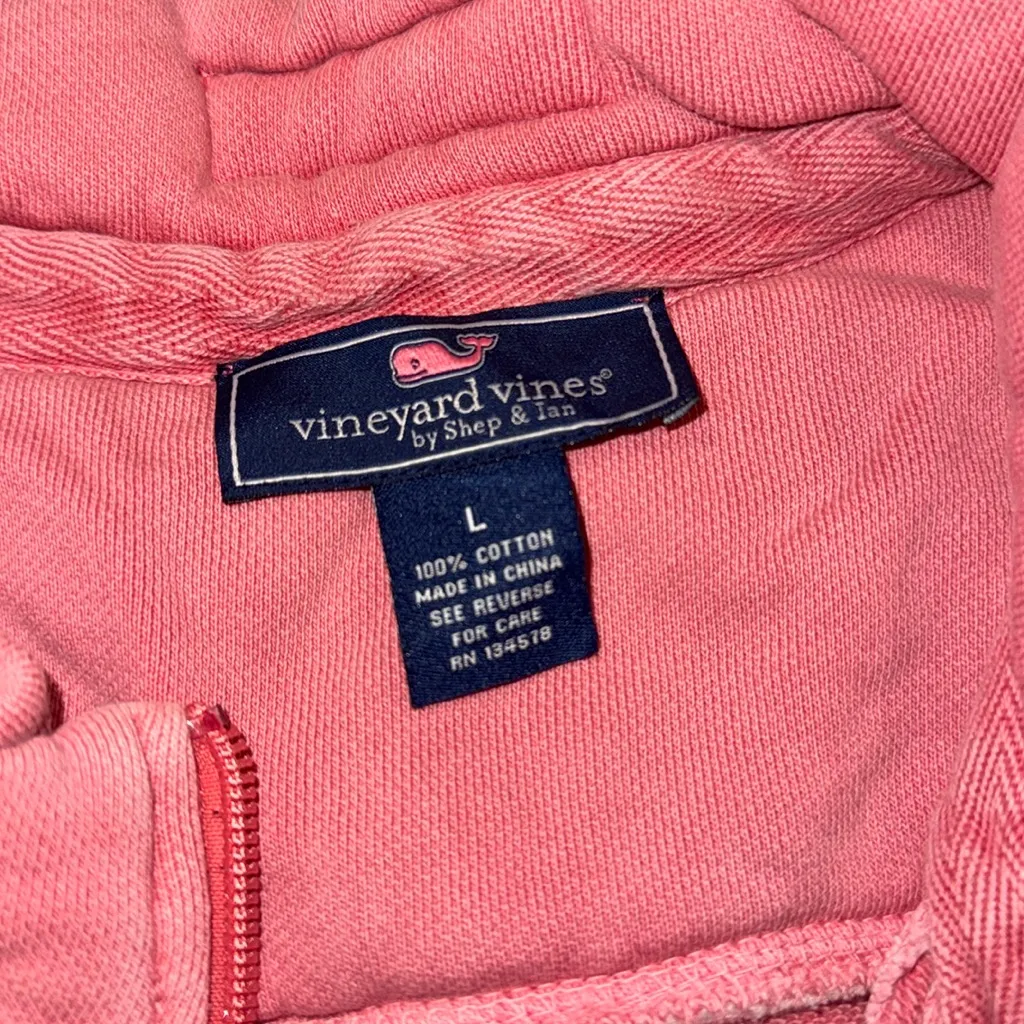 vineyard vines®
by Shep & Ian
L
100% COTTON
MADE IN CHINA
SEE REVERSE
FOR CARE
RN 134578